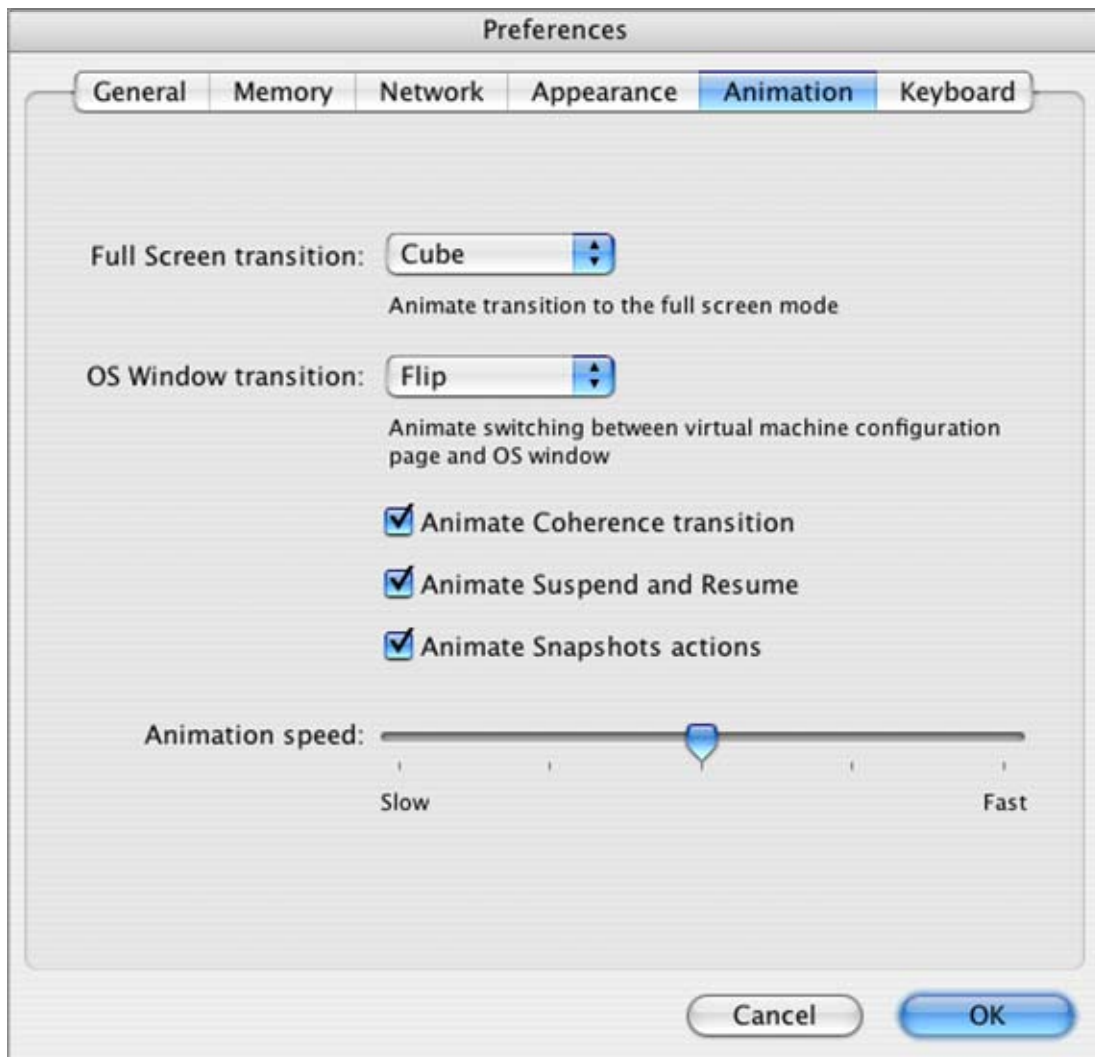 Preferences
General Memory Network Appearance Animation Keyboard
Full Screen transition: Cube
Animate transition to the full screen mode
OS Window transition: Flip
Animate switching between virtual machine configuration
page and OS window
Animate Coherence transition
Animate Suspend and Resume
Animate Snapshots actions
Animation speed:
Slow Fast
Cancel OK